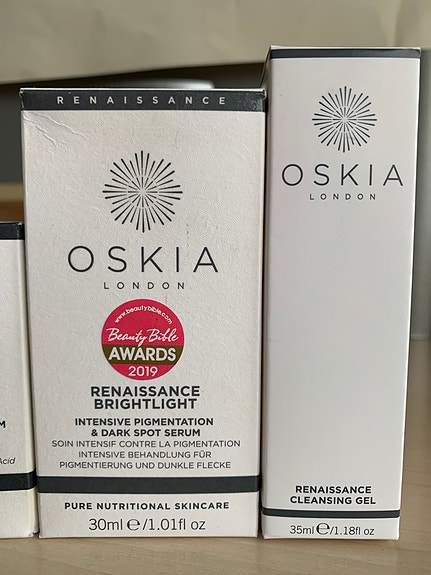 M
Acid
RENAISSANCE
OSKIA
LONDON
www.beautybible.com
Beauty Bible
AWARDS
2019
RENAISSANCE
BRIGHTLIGHT
INTENSIVE PIGMENTATION
& DARK SPOT SERUM
SOIN INTENSIF CONTRE LA PIGMENTATION
INTENSIVE BEHANDLUNG FÜR
PIGMENTIERUNG UND DUNKLE FLECKE
PURE NUTRITIONAL SKINCARE
30ml ℮/1.01fl oz
OSKIA
LONDON
RENAISSANCE
CLEANSING GEL
35ml ℮/1.18fl oz